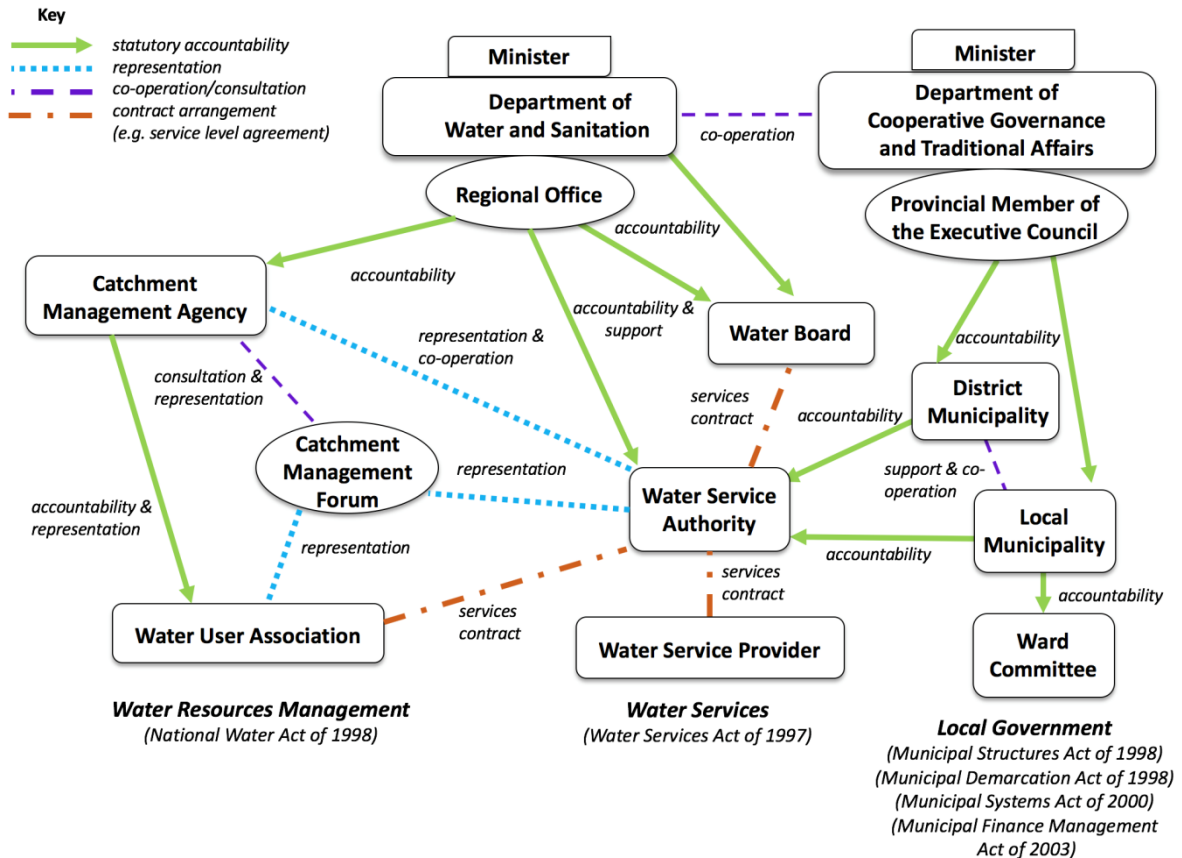 Key
statutory accountability
representation
co-operation/consultation
contract arrangement
(e.g. service level agreement)
Minister
Department of
Water and Sanitation
Regional Office
co-operation
Minister
Department of
Cooperative Governance
and Traditional Affairs
Provincial Member of
the Executive Council
accountability
accountability
Catchment
Management Agency
accountability &
support
Water Board
representation &
co-operation
accountability
consultation &
representation
services
contract
accountability
District
Municipality
Catchment
Management
Forum
representation
Water Service
Authority
support & co-
operation
accountability &
representation
representation
accountability
Local
Municipality
services
contract
services
contract
accountability
Water User Association
Water Service Provider
Ward
Committee
Water Resources Management
(National Water Act of 1998)
Water Services
(Water Services Act of 1997)
Local Government
(Municipal Structures Act of 1998)
(Municipal Demarcation Act of 1998)
(Municipal Systems Act of 2000)
(Municipal Finance Management
Act of 2003)